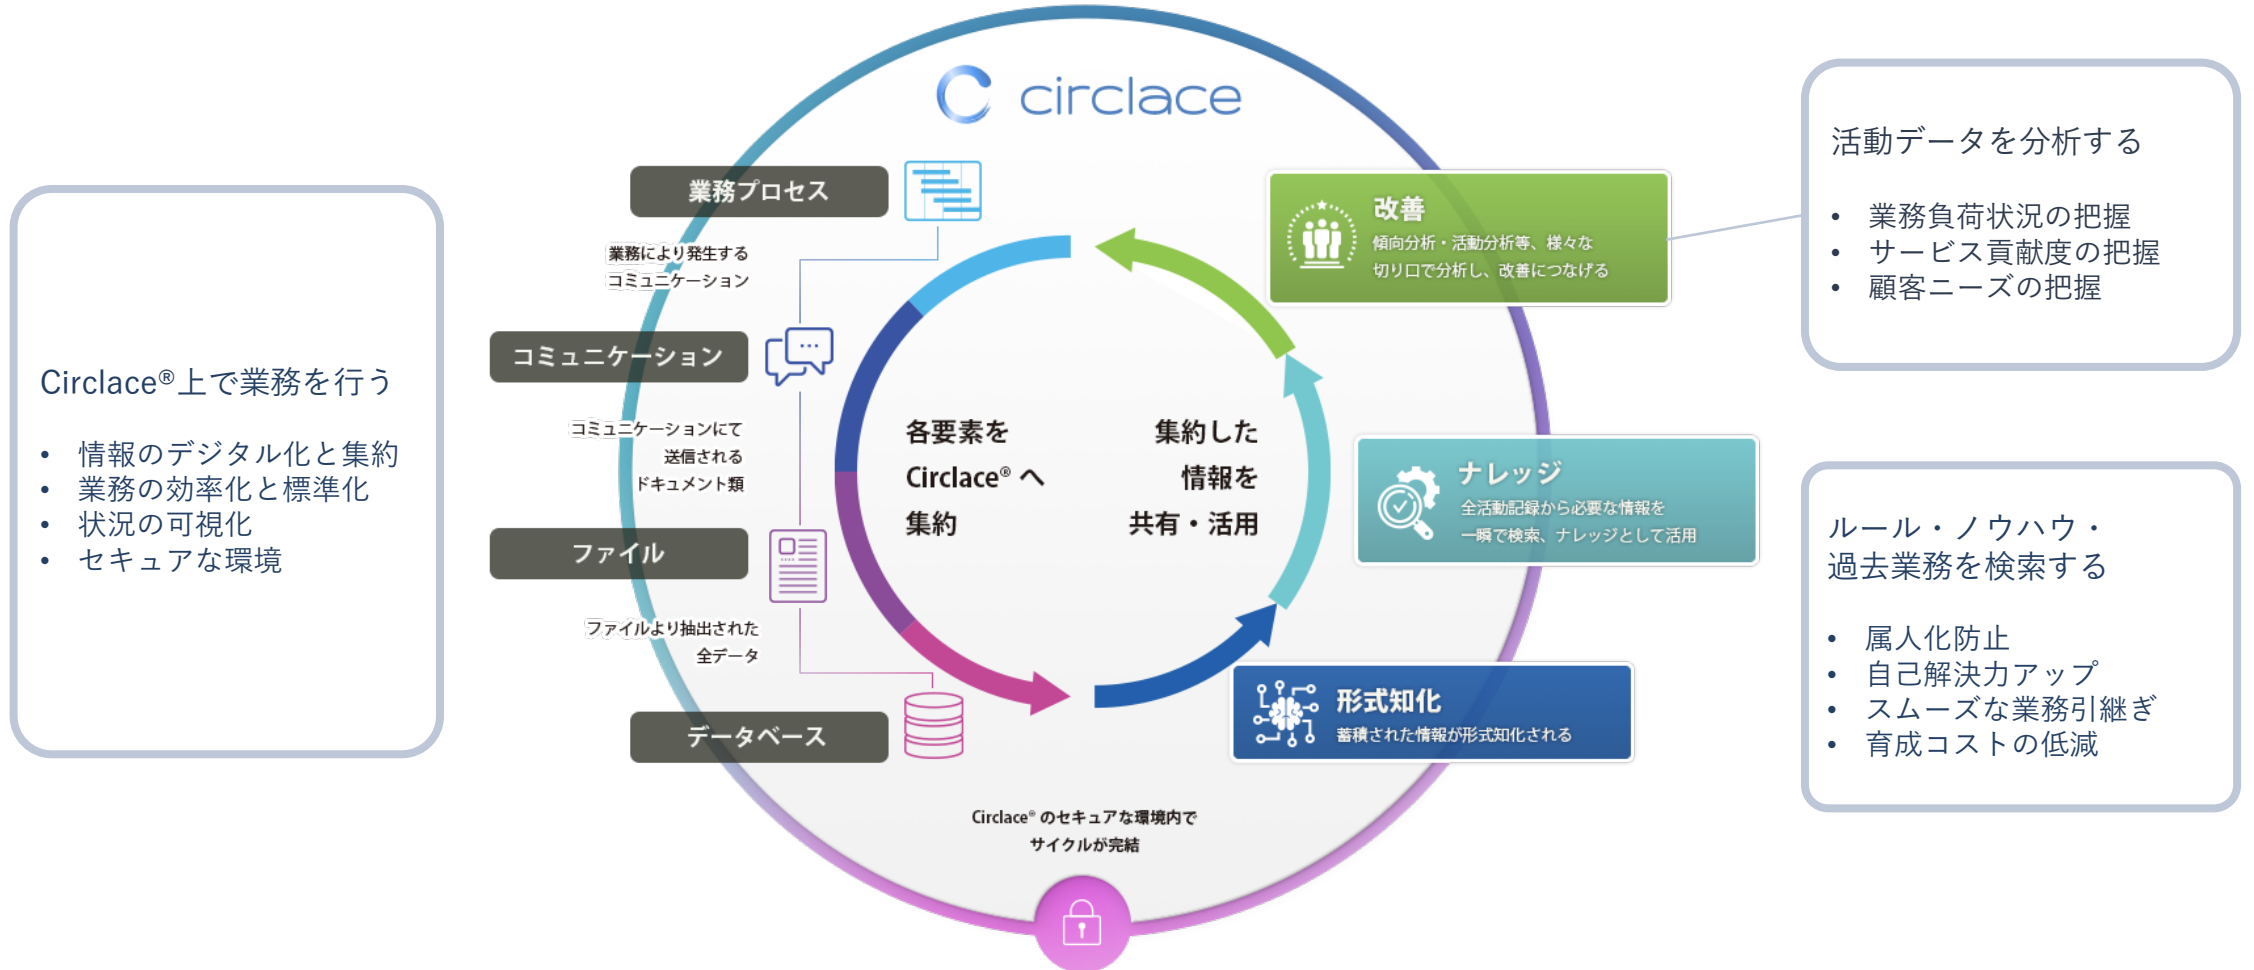 circlace
Circlace®上で業務を行う
• 情報のデジタル化と集約
• 業務の効率化と標準化
• 状況の可視化
• セキュアな環境
業務プロセス
業務により発生する
コミュニケーション
コミュニケーション
コミュニケーションにて
送信される
ドキュメント類
ファイル
ファイルより抽出された
全データ
データベース
各要素を
Circlace® へ
集約
集約した
情報を
共有・活用
改善
傾向分析・活動分析等、様々な
切り口で分析し、改善につなげる
ナレッジ
全活動記録から必要な情報を
一瞬で検索、ナレッジとして活用
形式知化
蓄積された情報が形式知化される
Circlace® のセキュアな環境内で
サイクルが完結
活動データを分析する
• 業務負荷状況の把握
• サービス貢献度の把握
• 顧客ニーズの把握
ルール・ノウハウ・
過去業務を検索する
• 属人化防止
• 自己解決力アップ
• スムーズな業務引継ぎ
• 育成コストの低減